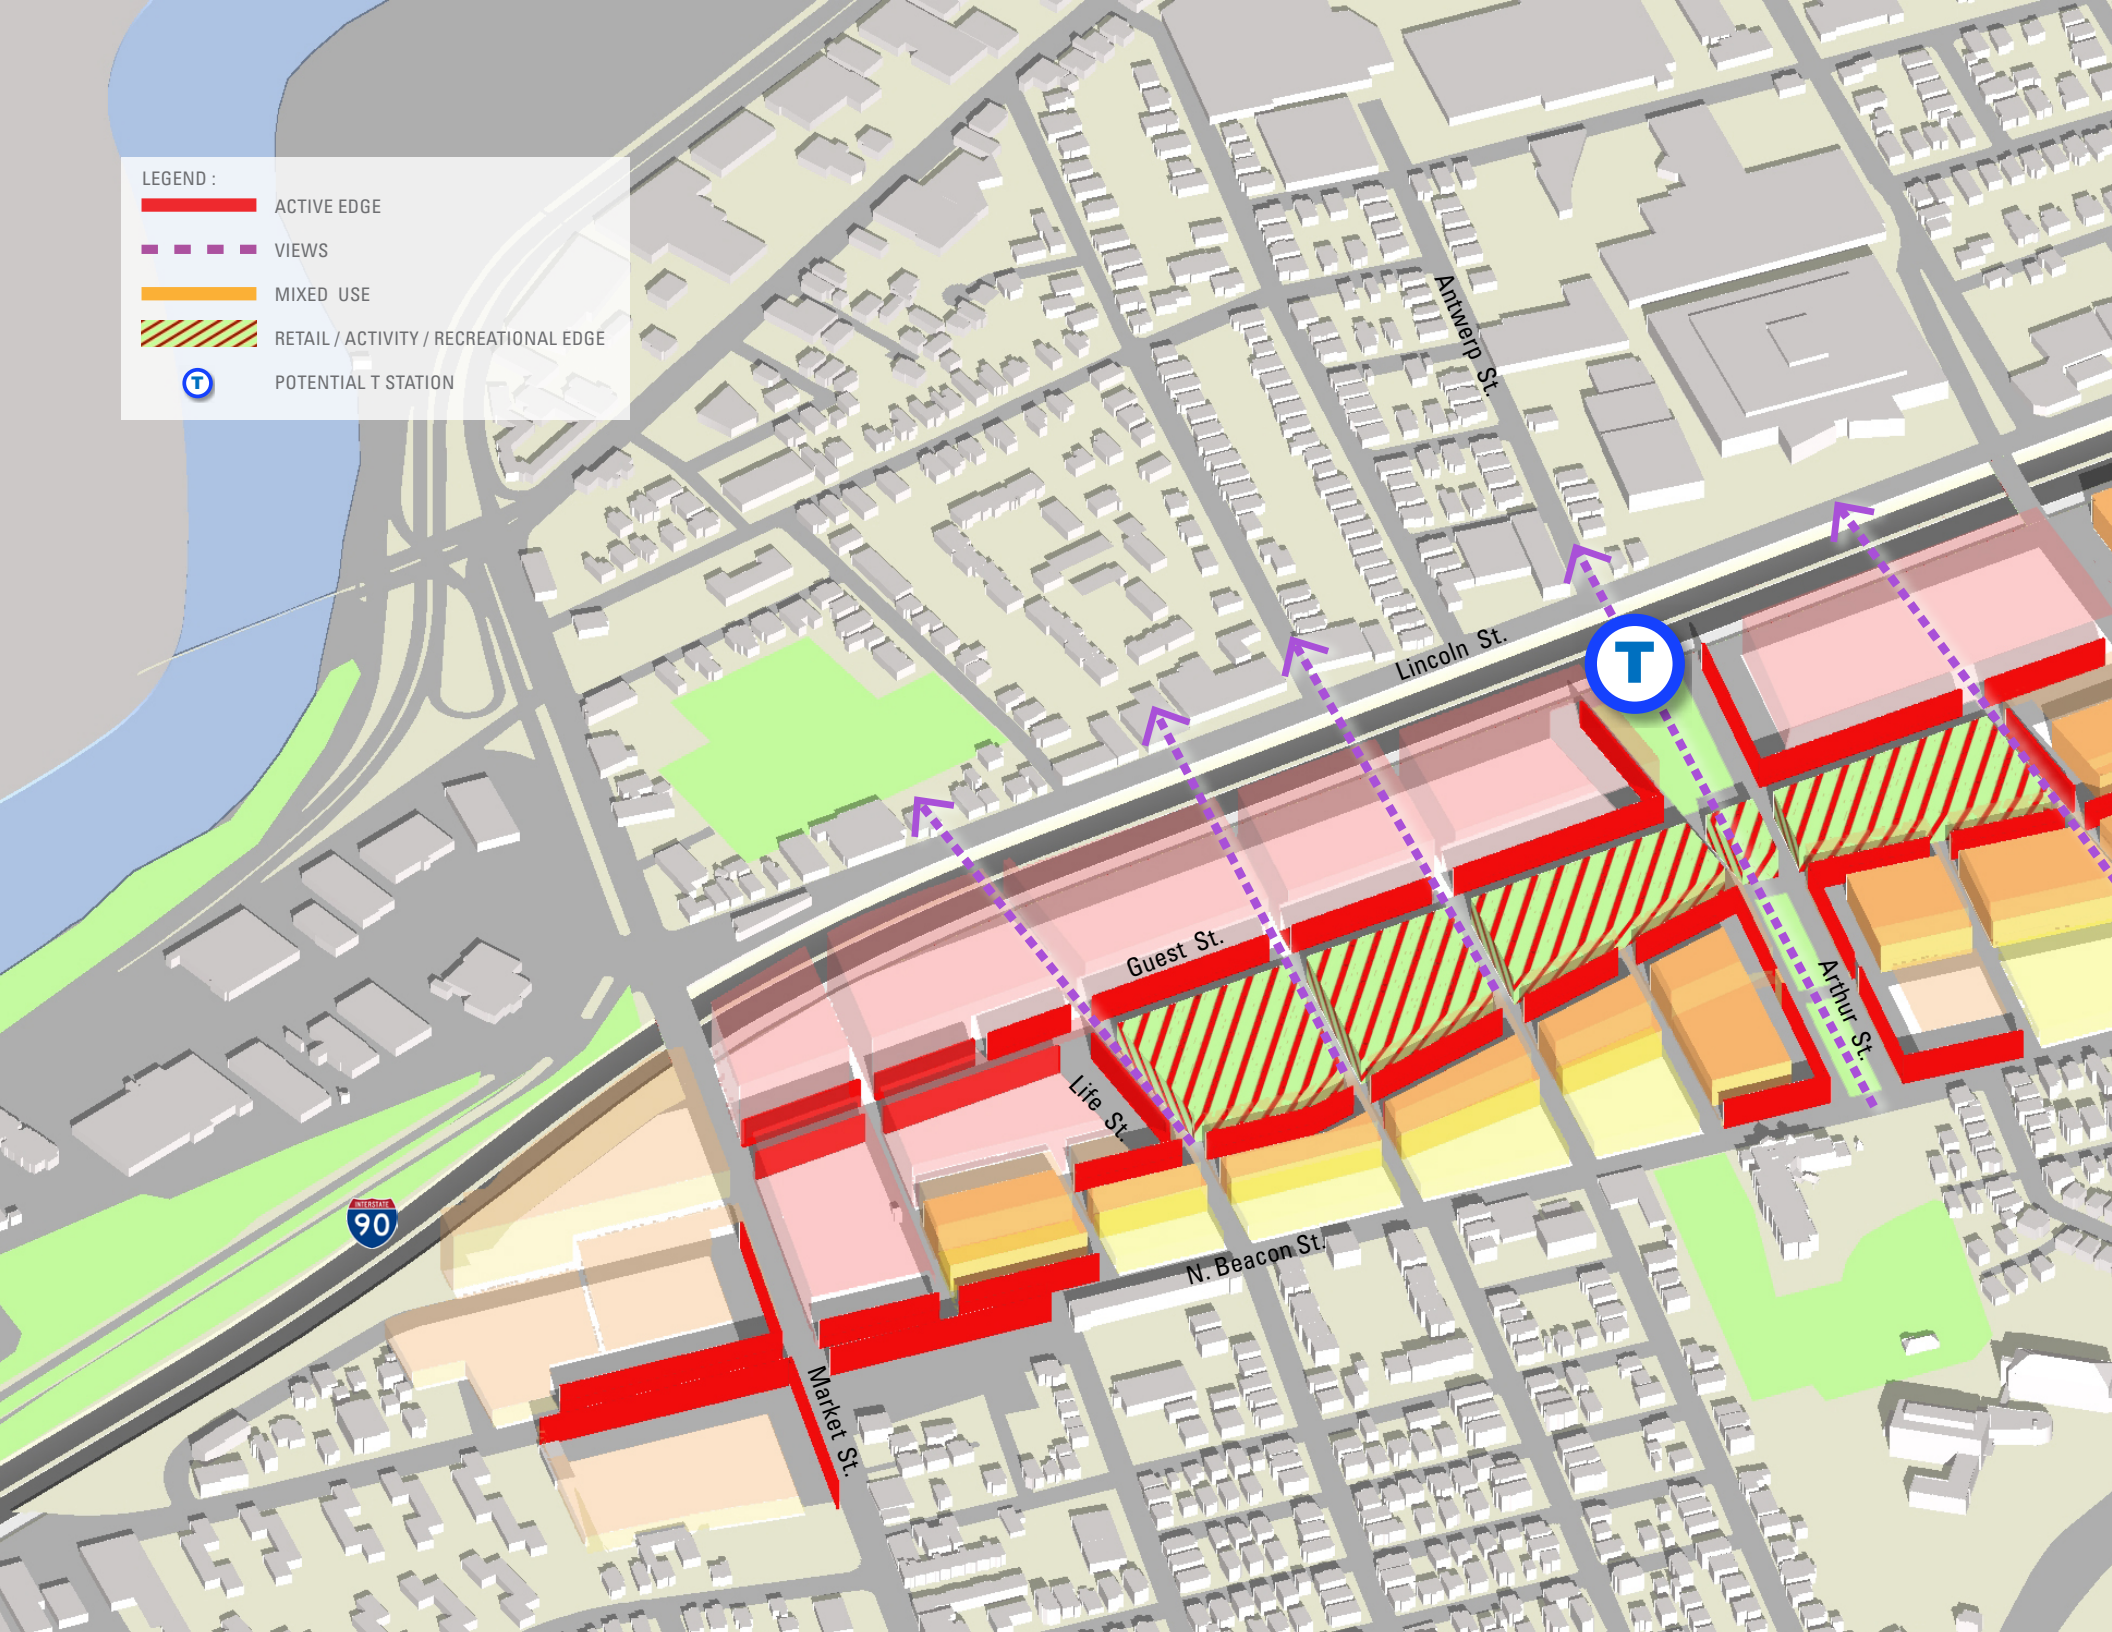 LEGEND :
ACTIVE EDGE
VIEWS
MIXED USE
RETAIL / ACTIVITY / RECREATIONAL EDGE
T POTENTIAL T STATION
Antwerp St.
Lincoln St.
T
Guest St.
Life St.
Arthur St.
INTERSTATE
90
N. Beacon St.
Market St.